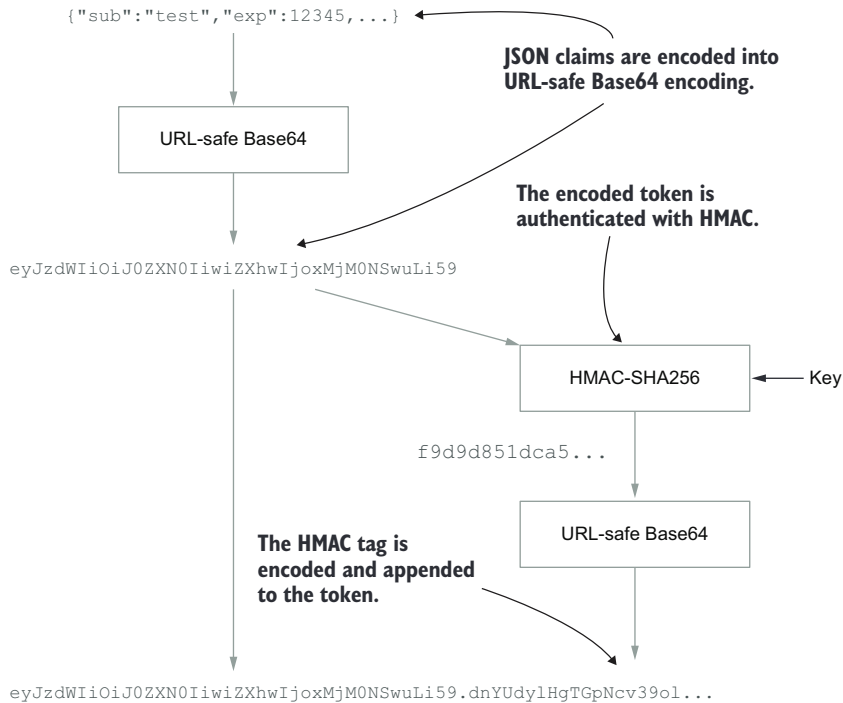 {"sub":"test","exp":12345,...}
JSON claims are encoded into
URL-safe Base64 encoding.
URL-safe Base64
The encoded token is
authenticated with HMAC.
eyJzdWIiOiJ0ZXN0IiwiZXhwIjoxMjM0NSwuLi59
HMAC-SHA256
Key
f9d9d851dca5...
URL-safe Base64
The HMAC tag is
encoded and appended
to the token.
eyJzdWIiOiJ0ZXN0IiwiZXhwIjoxMjM0NSwuLi59.dnYUdylHgTGpNcv39ol...